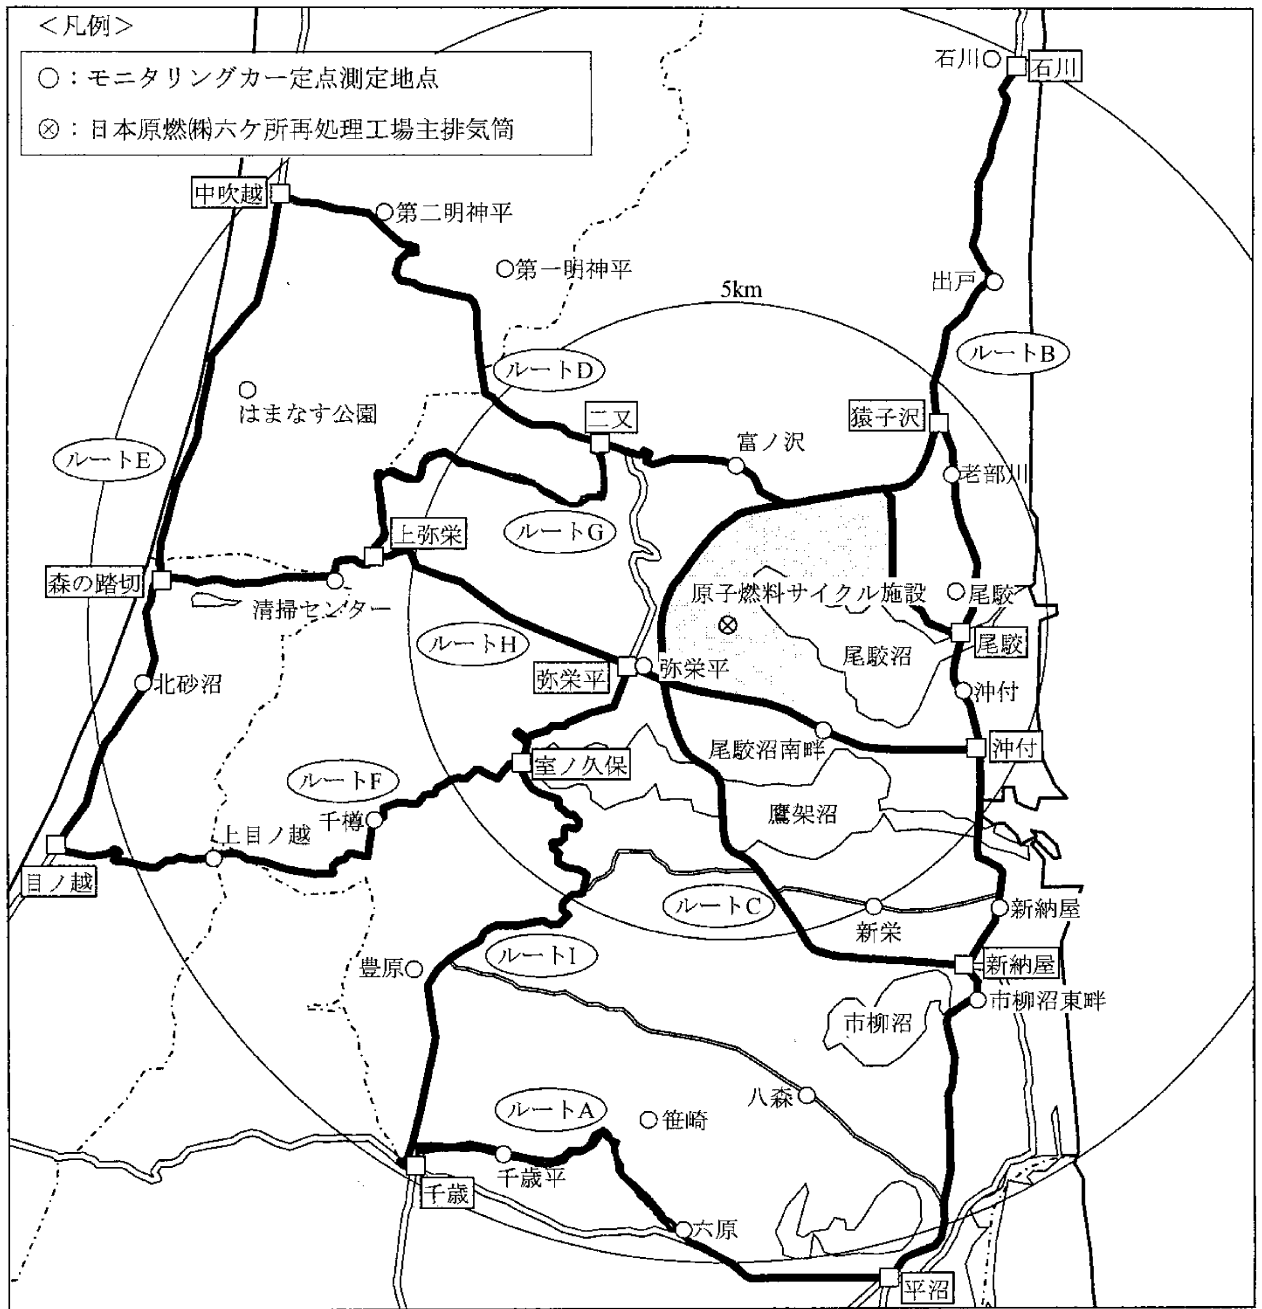 <凡例>
○：モニタリングカー定点測定地点
⊗：日本原燃㈱六ケ所再処理工場主排気筒
石川
石川
中吹越
第二明神平
第一明神平
出戸
5km
ルートB
ルートD
はまなす公園
二又
猿子沢
富ノ沢
ルートE
老部川
ルートG
上弥栄
森の踏切
清掃センター
原子燃料サイクル施設
尾駮
ルートH
尾駮沼
尾駮
弥栄平
弥栄平
北砂沼
沖付
尾駮沼南畔
沖付
室ノ久保
ルートF
千樽
鷹架沼
上目ノ越
目ノ越
ルートC
新栄
新納屋
ルートI
豊原
新納屋
市柳沼東畔
市柳沼
八森
ルートA
笹崎
千歳平
千歳
六原
平沼